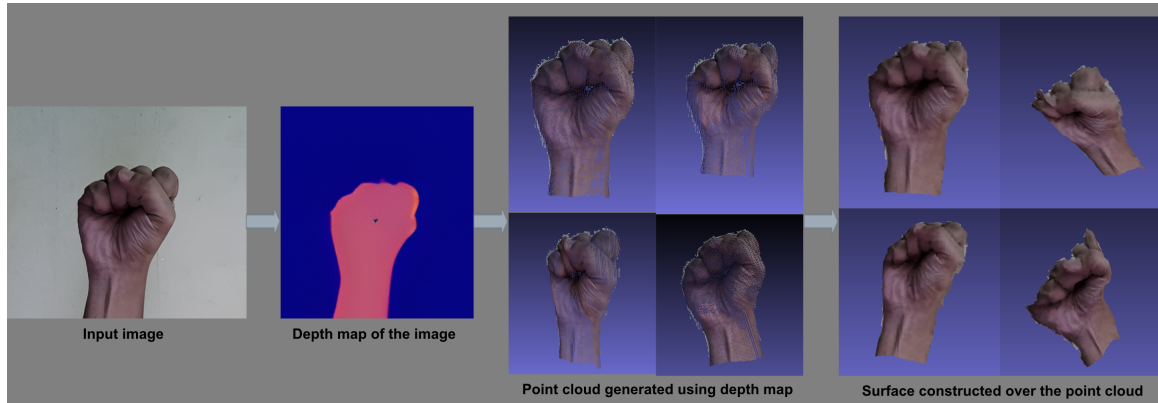 Input image
Depth map of the image
Point cloud generated using depth map
Surface constructed over the point cloud